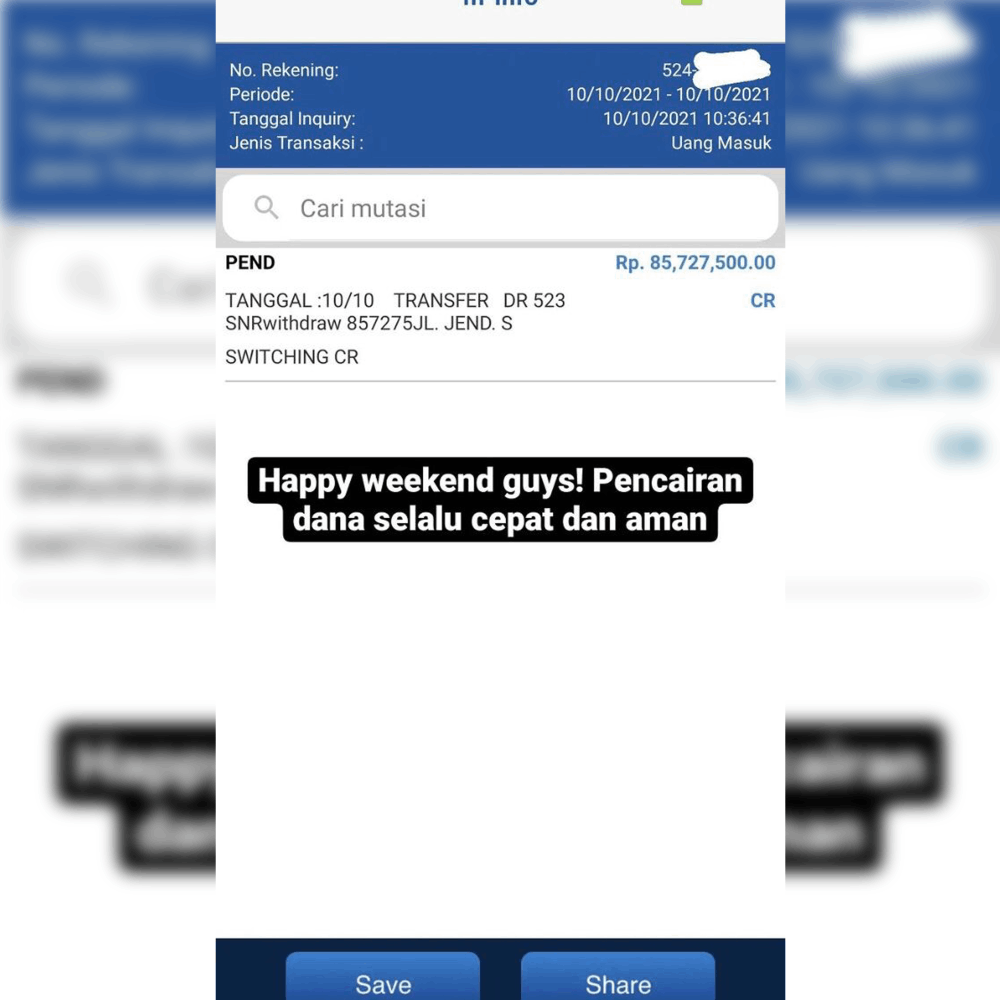 m-Info
No. Rekening: 524-
Periode: 10/10/2021 - 10/10/2021
Tanggal Inquiry: 10/10/2021 10:36:41
Jenis Transaksi : Uang Masuk
Cari mutasi
PEND Rp. 85,727,500.00
TANGGAL :10/10 TRANSFER DR 523 CR
SNRwithdraw 857275JL. JEND. S
SWITCHING CR
Happy weekend guys! Pencairan
dana selalu cepat dan aman
Save Share